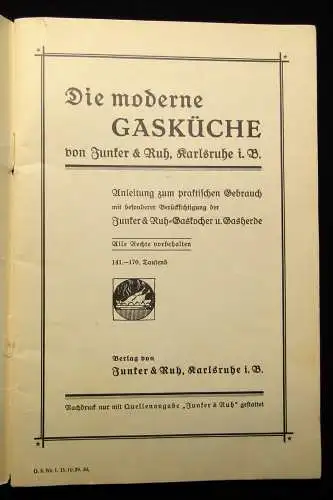 Die moderne
GASKÜCHE
von Junker & Ruh, Karlsruhe i. B.
Anleitung zum praktischen Gebrauch
mit besonderer Berücksichtigung der
Junker & Ruh-Gaskocher u. Gasherde
Alle Rechte vorbehalten
141.–170. Tausend
Verlag von
Junker & Ruh, Karlsruhe i. B.
Nachdruck nur mit Quellenangabe „Junker & Ruh" gestattet